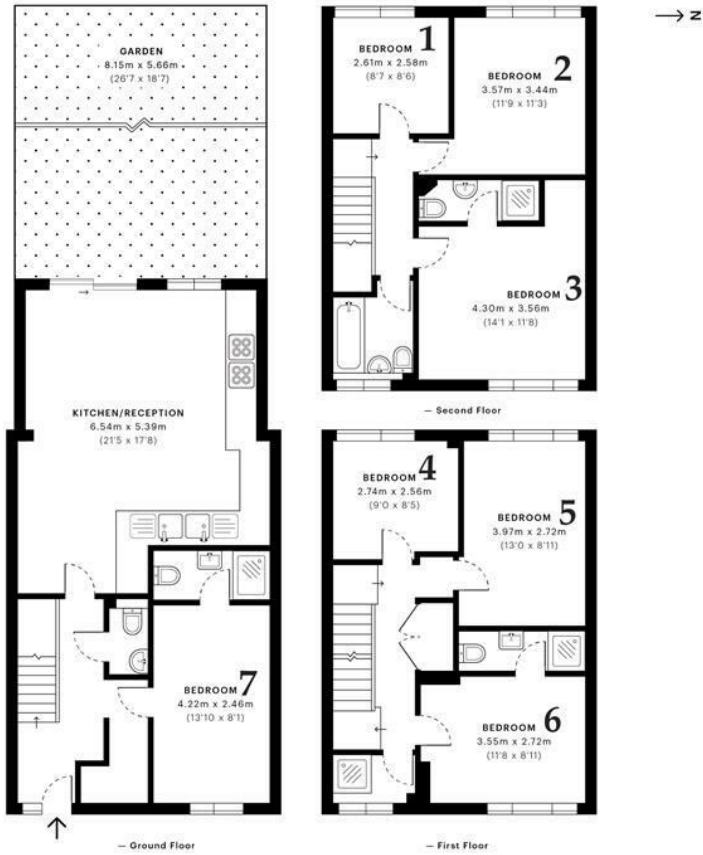 GARDEN
8.15m x 5.66m
(26'7 x 18'7)
KITCHEN/RECEPTION
6.54m x 5.39m
(21'5 x 17'8)
BEDROOM 7
4.22m x 2.46m
(13'10 x 8'1)
— Ground Floor
BEDROOM 1
2.61m x 2.58m
(8'7 x 8'6)
BEDROOM 2
3.57m x 3.44m
(11'9 x 11'3)
BEDROOM 3
4.30m x 3.56m
(14'1 x 11'8)
— Second Floor
BEDROOM 4
2.74m x 2.56m
(9'0 x 8'5)
BEDROOM 5
3.97m x 2.72m
(13'0 x 8'11)
BEDROOM 6
3.55m x 2.72m
(11'8 x 8'11)
— First Floor
N